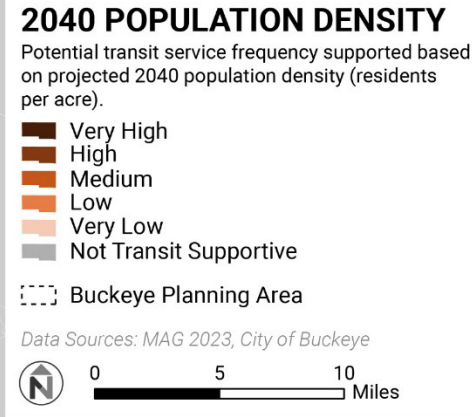 2040 POPULATION DENSITY
Potential transit service frequency supported based
on projected 2040 population density (residents
per acre).
Very High
High
Medium
Low
Very Low
Not Transit Supportive
Buckeye Planning Area
Data Sources: MAG 2023, City of Buckeye
N
0 5 10
Miles